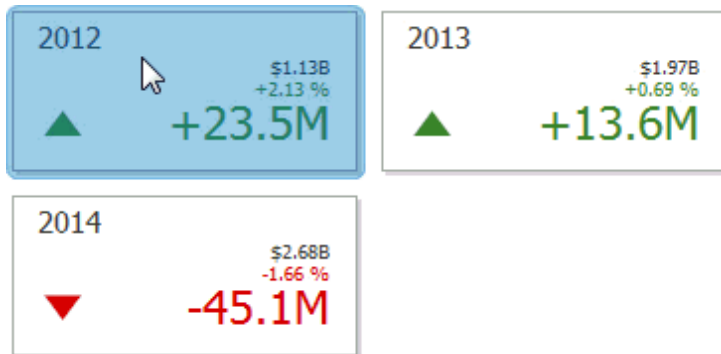 2012
$1.13B
+2.13 %
+23.5M
2013
$1.97B
+0.69 %
+13.6M
2014
$2.68B
-1.66 %
-45.1M